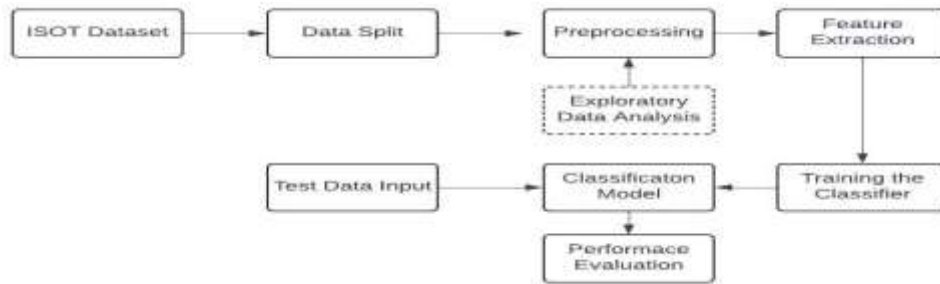 ISOT Dataset
Data Split
Preprocessing
Feature
Extraction
Exploratory
Data Analysis
Test Data Input
Classificaton
Model
Training the
Classifier
Performace
Evaluation